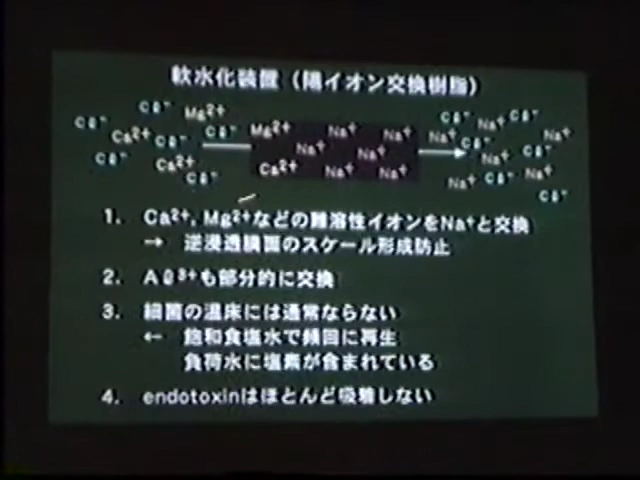 軟水化装置（陽イオン交換樹脂）
Cℓ⁻ Cℓ⁻ Mg²⁺ Ca²⁺ Cℓ⁻ Cℓ⁻ Cℓ⁻ Ca²⁺ Cℓ⁻
Mg²⁺ Na⁺ Na⁺ Na⁺ Na⁺ Ca²⁺ Na⁺ Na⁺
Na⁺ Cℓ⁻ Na⁺ Cℓ⁻ Na⁺ Cℓ⁻ Na⁺ Cℓ⁻ Na⁺ Cℓ⁻ Na⁺ Cℓ⁻
1. Ca²⁺, Mg²⁺などの難溶性イオンをNa⁺と交換
→ 逆浸透膜面のスケール形成防止
2. Aℓ³⁺も部分的に交換
3. 細菌の温床には通常ならない
← 飽和食塩水で頻回に再生
負荷水に塩素が含まれている
4. endotoxinはほとんど吸着しない